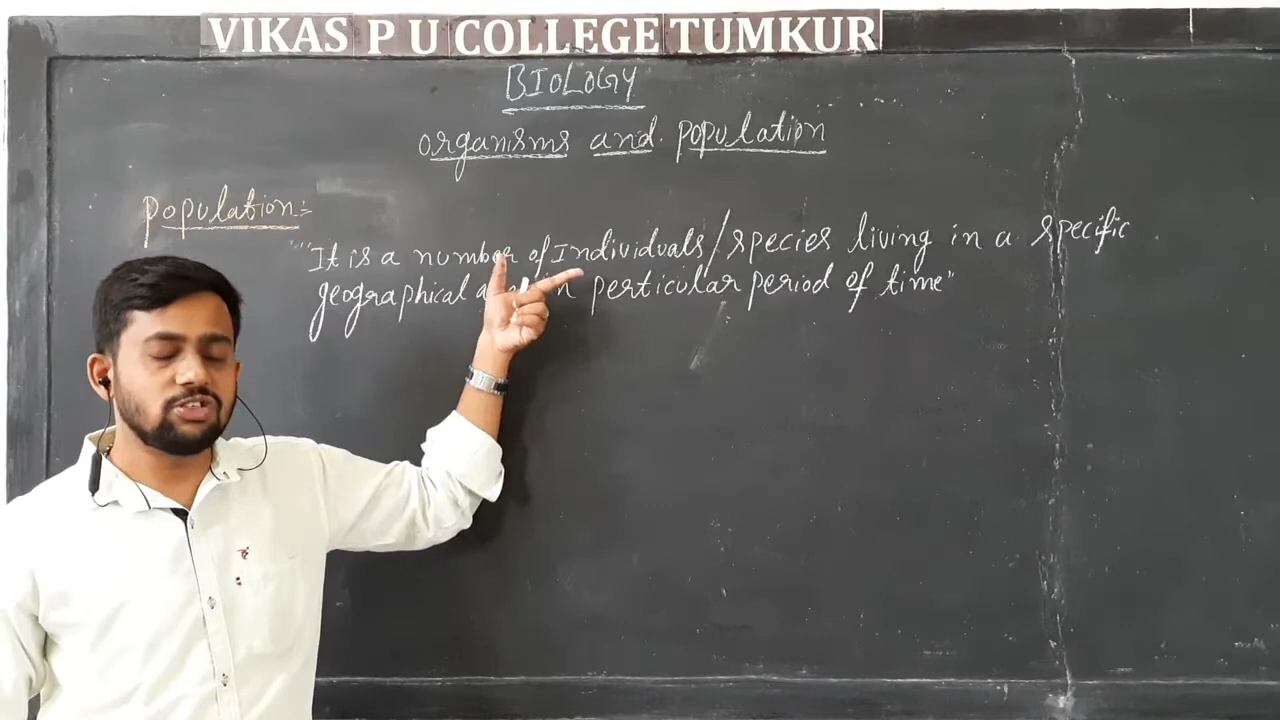 VIKAS P U COLLEGE TUMKUR
BIOLOGY
organisms and population
population:-
"It is a number of Individuals/species living in a specific
geographical in perticular period of time"